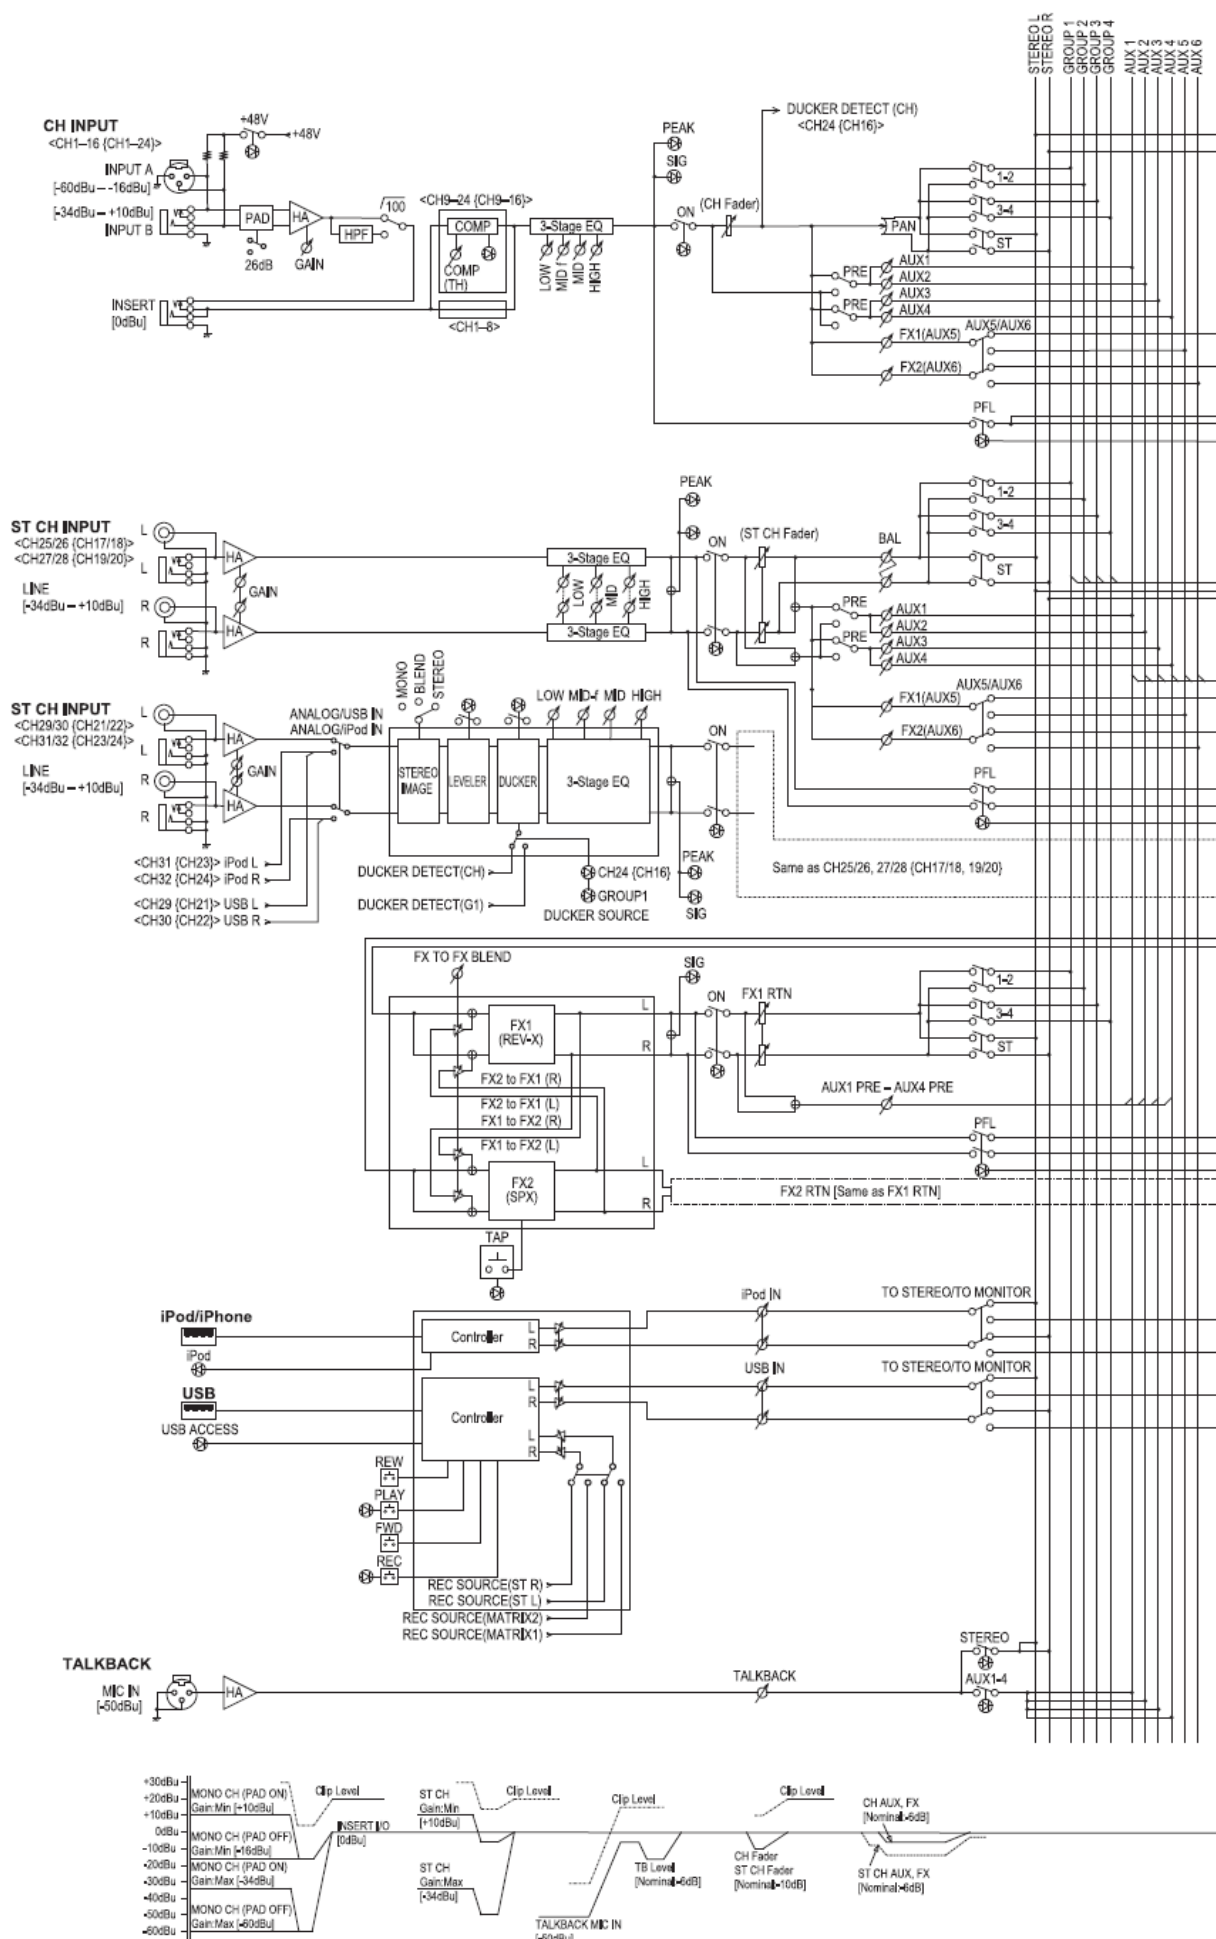 STEREO L
STEREO R
GROUP 1
GROUP 2
GROUP 3
GROUP 4
AUX 1
AUX 2
AUX 3
AUX 4
AUX 5
AUX 6
CH INPUT
<CH1–16 {CH1–24}>
INPUT A
[-60dBu – -16dBu]
[-34dBu – +10dBu]
INPUT B
+48V
+48V
PAD
26dB
HA
GAIN
HPF
/100
INSERT
[0dBu]
<CH9–24 {CH9–16}>
COMP
COMP
(TH)
<CH1–8>
3-Stage EQ
LOW
MID f
MID
HIGH
PEAK
SIG
ON
(CH Fader)
DUCKER DETECT (CH)
<CH24 {CH16}>
PAN
1-2
3-4
ST
PRE
PRE
AUX1
AUX2
AUX3
AUX4
FX1(AUX5)
FX2(AUX6)
AUX5/AUX6
PFL
ST CH INPUT
<CH25/26 {CH17/18}>
<CH27/28 {CH19/20}>
LINE
[-34dBu – +10dBu]
L
L
R
R
HA
HA
GAIN
3-Stage EQ
LOW
MID
HIGH
3-Stage EQ
PEAK
ON
(ST CH Fader)
BAL
1-2
3-4
ST
PRE
PRE
AUX1
AUX2
AUX3
AUX4
FX1(AUX5)
FX2(AUX6)
AUX5/AUX6
PFL
ST CH INPUT
<CH29/30 {CH21/22}>
<CH31/32 {CH23/24}>
LINE
[-34dBu – +10dBu]
L
L
R
R
HA
HA
GAIN
ANALOG/USB IN
ANALOG/iPod IN
MONO
BLEND
STEREO
STEREO
IMAGE
LEVELER
DUCKER
LOW MID-f MID HIGH
3-Stage EQ
ON
<CH31 {CH23}> iPod L
<CH32 {CH24}> iPod R
<CH29 {CH21}> USB L
<CH30 {CH22}> USB R
DUCKER DETECT(CH)
DUCKER DETECT(G1)
CH24 {CH16}
GROUP1
DUCKER SOURCE
PEAK
SIG
Same as CH25/26, 27/28 {CH17/18, 19/20}
FX TO FX BLEND
FX1
(REV-X)
FX2 to FX1 (R)
FX2 to FX1 (L)
FX1 to FX2 (R)
FX1 to FX2 (L)
FX2
(SPX)
L
R
L
R
TAP
SIG
ON
FX1 RTN
1-2
3-4
ST
AUX1 PRE – AUX4 PRE
PFL
FX2 RTN [Same as FX1 RTN]
iPod/iPhone
iPod
Controller
L
R
iPod IN
TO STEREO/TO MONITOR
USB
USB ACCESS
Controller
L
R
L
R
USB IN
TO STEREO/TO MONITOR
REW
PLAY
FWD
REC
REC SOURCE(ST R)
REC SOURCE(ST L)
REC SOURCE(MATRIX2)
REC SOURCE(MATRIX1)
TALKBACK
MIC IN
[-50dBu]
HA
TALKBACK
STEREO
AUX1-4
+30dBu
+20dBu
+10dBu
0dBu
-10dBu
-20dBu
-30dBu
-40dBu
-50dBu
-60dBu
MONO CH (PAD ON)
Gain:Min [+10dBu]
MONO CH (PAD OFF)
Gain:Min [-16dBu]
MONO CH (PAD ON)
Gain:Max [-34dBu]
MONO CH (PAD OFF)
Gain:Max [-60dBu]
Clip Level
INSERT I/O
[0dBu]
ST CH
Gain:Min
[+10dBu]
ST CH
Gain:Max
[-34dBu]
Clip Level
Clip Level
TALKBACK MIC IN
[-50dBu]
TB Level
[Nominal:-6dB]
Clip Level
CH Fader
ST CH Fader
[Nominal:-10dB]
CH AUX, FX
[Nominal:-6dB]
ST CH AUX, FX
[Nominal:-6dB]